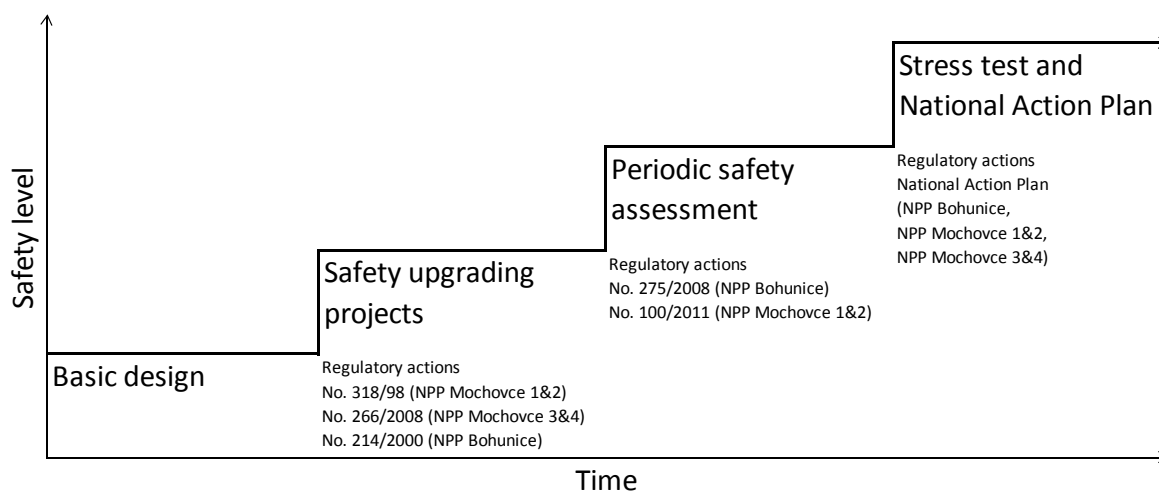 Safety level
Stress test and
National Action Plan
Regulatory actions
National Action Plan
(NPP Bohunice,
NPP Mochovce 1&2,
NPP Mochovce 3&4)
Periodic safety
assessment
Regulatory actions
No. 275/2008 (NPP Bohunice)
No. 100/2011 (NPP Mochovce 1&2)
Safety upgrading
projects
Regulatory actions
No. 318/98 (NPP Mochovce 1&2)
No. 266/2008 (NPP Mochovce 3&4)
No. 214/2000 (NPP Bohunice)
Basic design
Time